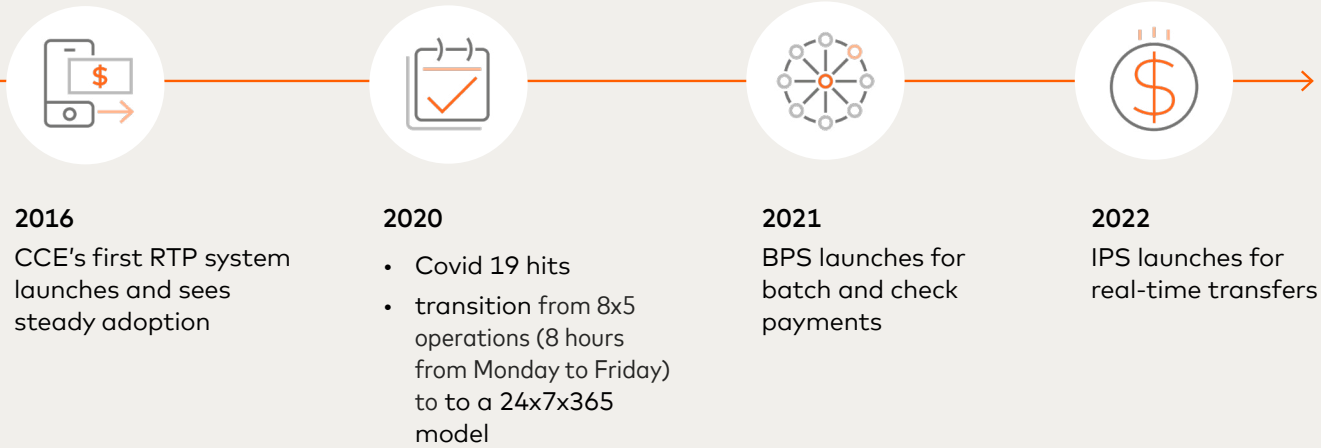 $
$
2016
CCE's first RTP system
launches and sees
steady adoption
2020
• Covid 19 hits
• transition from 8x5
operations (8 hours
from Monday to Friday)
to to a 24x7x365
model
2021
BPS launches for
batch and check
payments
2022
IPS launches for
real-time transfers